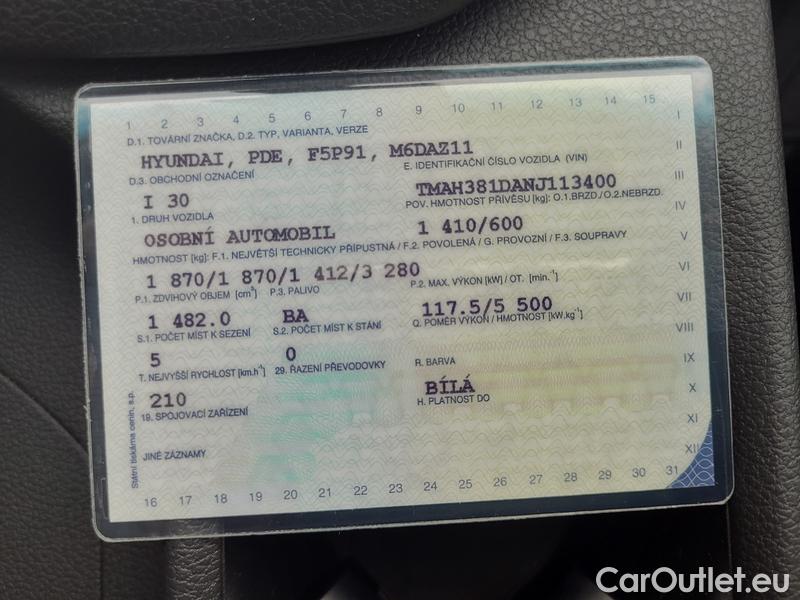 1 2 3 4 5 6 7 8 9 10 11 12 13 14 15
I
D.1. TOVÁRNÍ ZNAČKA, D.2. TYP, VARIANTA, VERZE
HYUNDAI, PDE, F5P91, M6DAZ11
II
D.3. OBCHODNÍ OZNAČENÍ
E. IDENTIFIKAČNÍ ČÍSLO VOZIDLA (VIN)
I 30
TMAH381DANJ113400
III
1. DRUH VOZIDLA
POV. HMOTNOST PŘÍVĚSU [kg]: O.1.BRZD./O.2.NEBRZD.
OSOBNÍ AUTOMOBIL
1 410/600
IV
HMOTNOST [kg]: F.1. NEJVĚTŠÍ TECHNICKY PŘÍPUSTNÁ / F.2. POVOLENÁ / G. PROVOZNÍ / F.3. SOUPRAVY
V
1 870/1 870/1 412/3 280
VI
P.1. ZDVIHOVÝ OBJEM [cm³]
P.3. PALIVO
P.2. MAX. VÝKON [kW] / OT. [min.⁻¹]
1 482.0
BA
117.5/5 500
VII
S.1. POČET MÍST K SEZENÍ
S.2. POČET MÍST K STÁNÍ
Q. POMĚR VÝKON / HMOTNOST [kW.kg⁻¹]
VIII
5
0
T. NEJVYŠŠÍ RYCHLOST [km.h⁻¹]
29. ŘAZENÍ PŘEVODOVKY
R. BARVA
IX
210
BÍLÁ
X
19. SPOJOVACÍ ZAŘÍZENÍ
H. PLATNOST DO
XI
JINÉ ZÁZNAMY
XII
Státní tiskárna cenin, s.p.
16 17 18 19 20 21 22 23 24 25 26 27 28 29 30 31
CarOutlet.eu